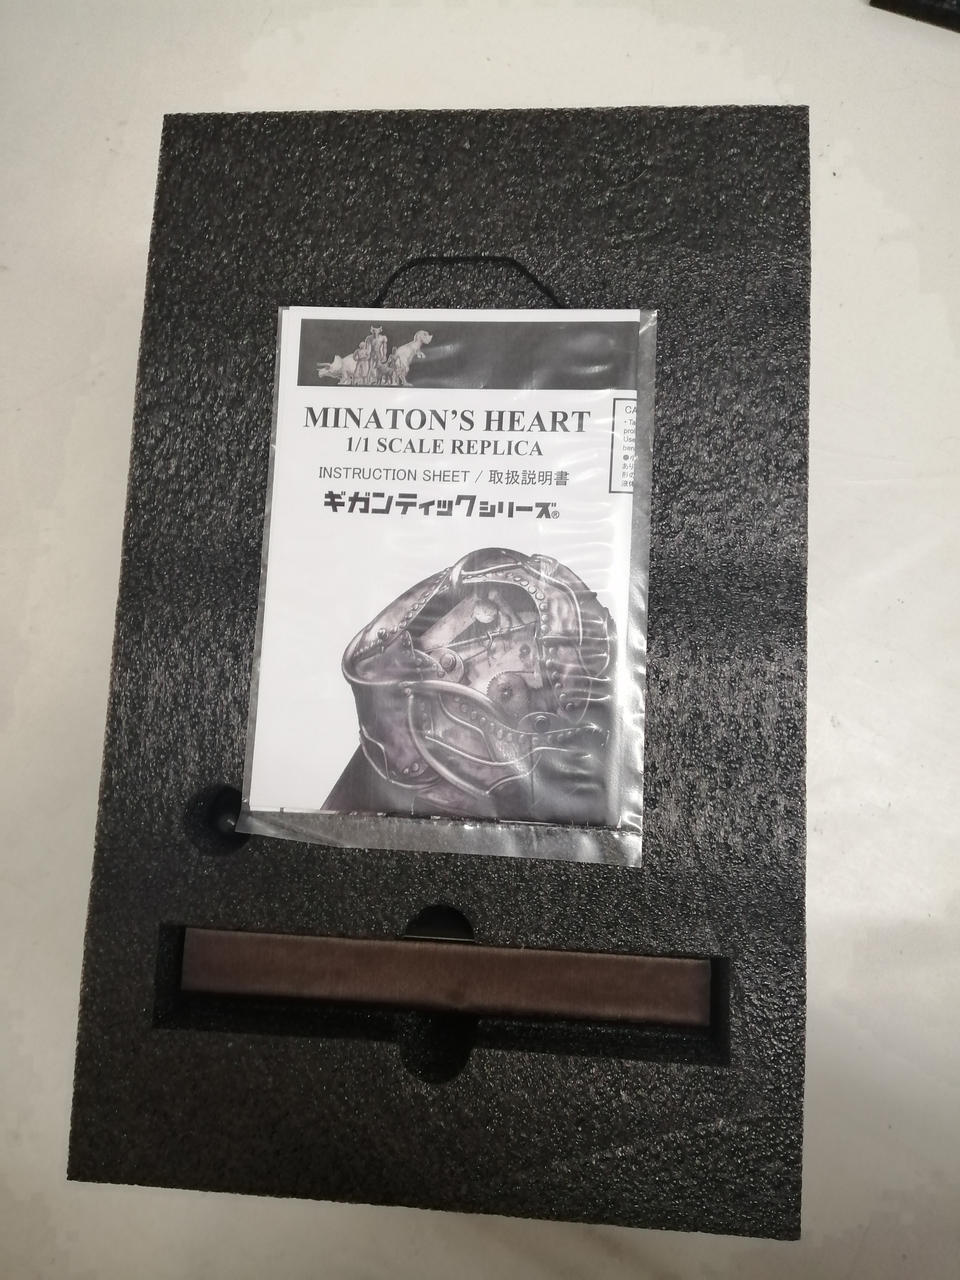 MINATON'S HEART
1/1 SCALE REPLICA
INSTRUCTION SHEET / 取扱説明書
ギガンティックシリーズ®
CA